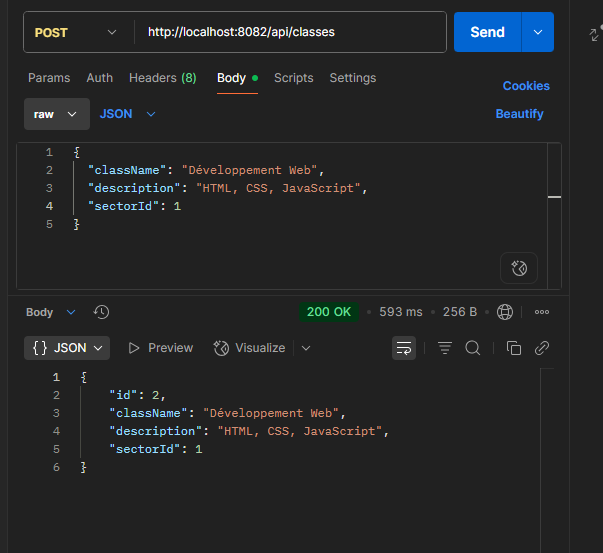 POST http://localhost:8082/api/classes Send
Params Auth Headers (8) Body Scripts Settings
Cookies
raw JSON Beautify
1 {
2 "className": "Développement Web",
3 "description": "HTML, CSS, JavaScript",
4 "sectorId": 1
5 }
Body 200 OK 593 ms 256 B
{} JSON Preview Visualize
1 {
2 "id": 2,
3 "className": "Développement Web",
4 "description": "HTML, CSS, JavaScript",
5 "sectorId": 1
6 }